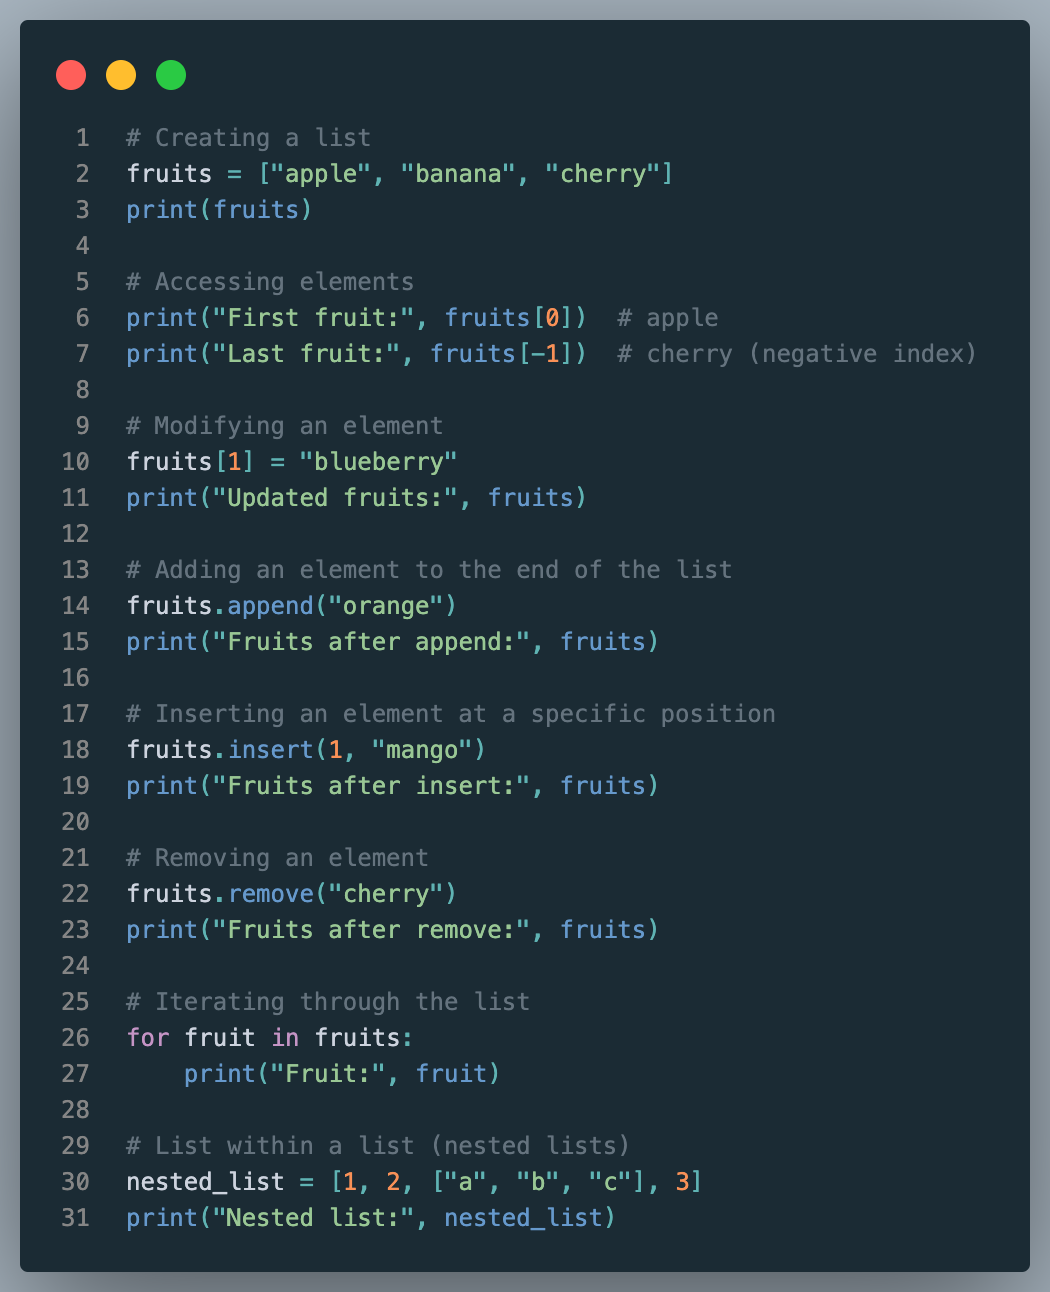 1 # Creating a list
2 fruits = ["apple", "banana", "cherry"]
3 print(fruits)
4
5 # Accessing elements
6 print("First fruit:", fruits[0])  # apple
7 print("Last fruit:", fruits[-1])  # cherry (negative index)
8
9 # Modifying an element
10 fruits[1] = "blueberry"
11 print("Updated fruits:", fruits)
12
13 # Adding an element to the end of the list
14 fruits.append("orange")
15 print("Fruits after append:", fruits)
16
17 # Inserting an element at a specific position
18 fruits.insert(1, "mango")
19 print("Fruits after insert:", fruits)
20
21 # Removing an element
22 fruits.remove("cherry")
23 print("Fruits after remove:", fruits)
24
25 # Iterating through the list
26 for fruit in fruits:
27     print("Fruit:", fruit)
28
29 # List within a list (nested lists)
30 nested_list = [1, 2, ["a", "b", "c"], 3]
31 print("Nested list:", nested_list)